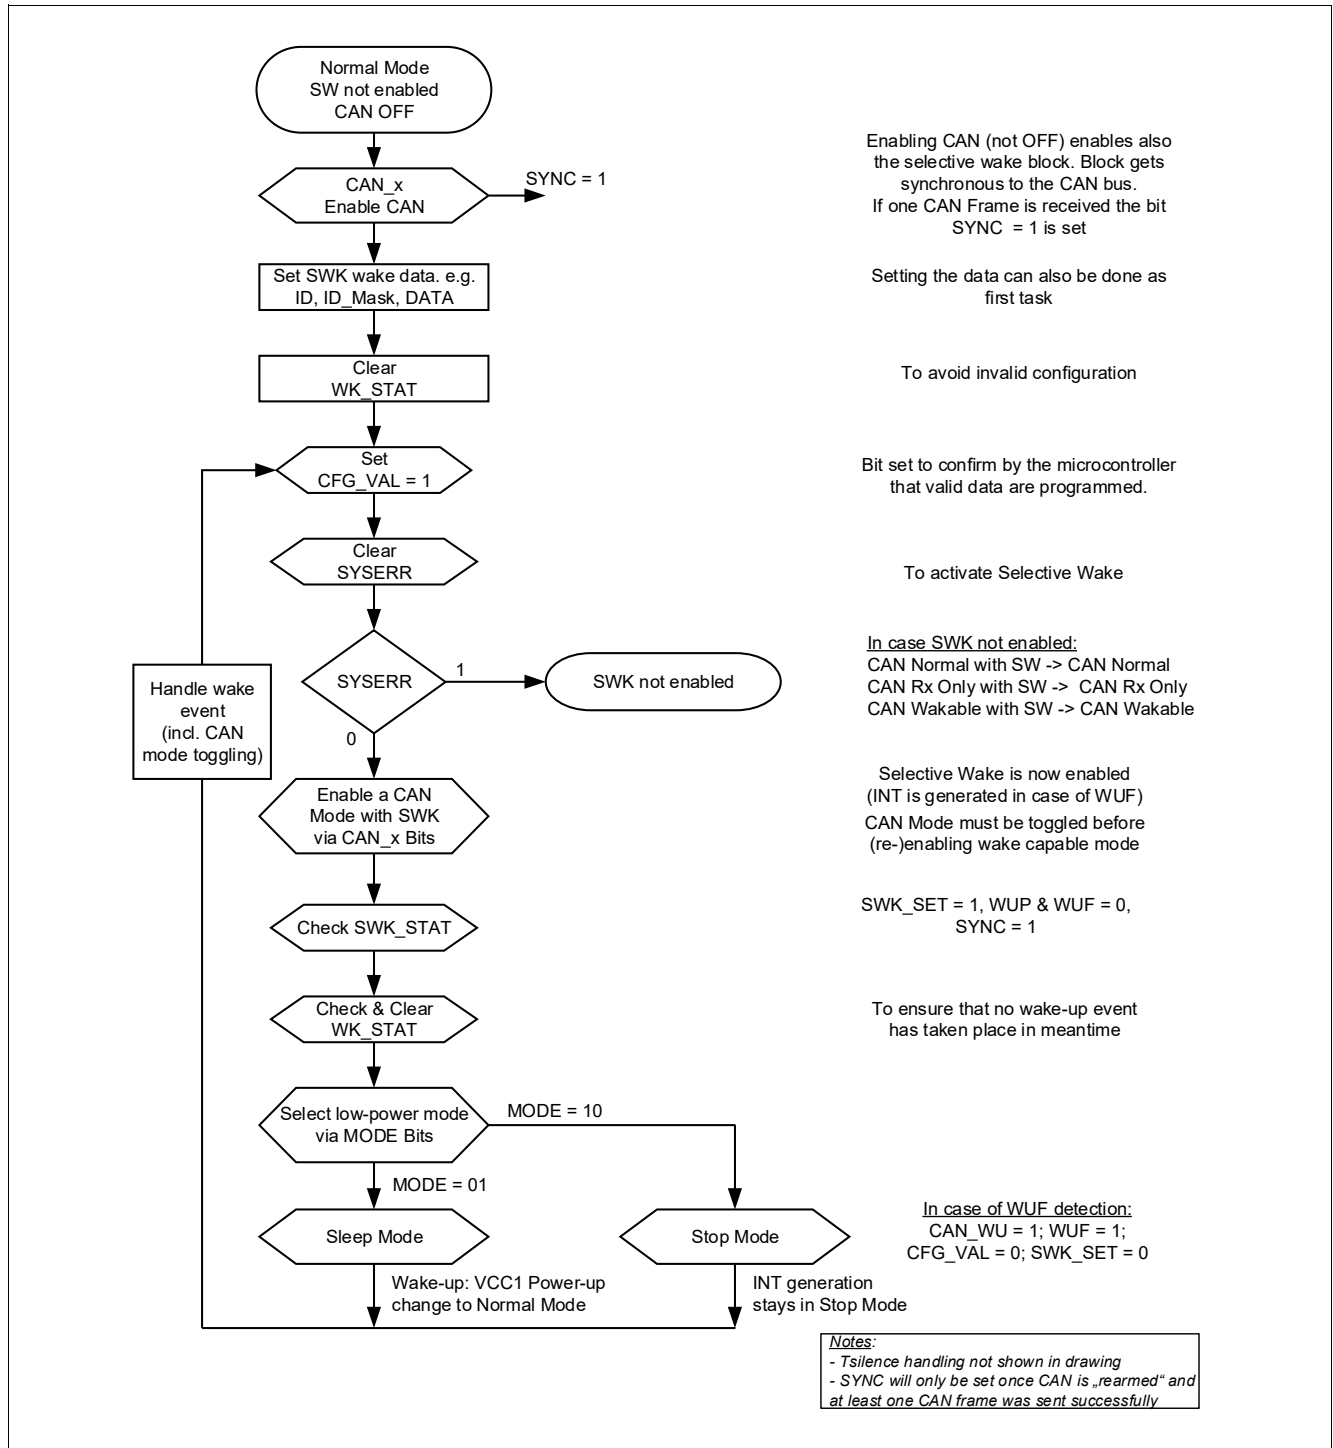 Normal Mode
SW not enabled
CAN OFF
Enabling CAN (not OFF) enables also
the selective wake block. Block gets
synchronous to the CAN bus.
If one CAN Frame is received the bit
SYNC = 1 is set
CAN_x
Enable CAN
SYNC = 1
Set SWK wake data. e.g.
ID, ID_Mask, DATA
Setting the data can also be done as
first task
Clear
WK_STAT
To avoid invalid configuration
Set
CFG_VAL = 1
Bit set to confirm by the microcontroller
that valid data are programmed.
Clear
SYSERR
To activate Selective Wake
SYSERR
1
0
SWK not enabled
In case SWK not enabled:
CAN Normal with SW -> CAN Normal
CAN Rx Only with SW -> CAN Rx Only
CAN Wakable with SW -> CAN Wakable
Handle wake
event
(incl. CAN
mode toggling)
Enable a CAN
Mode with SWK
via CAN_x Bits
Selective Wake is now enabled
(INT is generated in case of WUF)
CAN Mode must be toggled before
(re-)enabling wake capable mode
Check SWK_STAT
SWK_SET = 1, WUP & WUF = 0,
SYNC = 1
Check & Clear
WK_STAT
To ensure that no wake-up event
has taken place in meantime
Select low-power mode
via MODE Bits
MODE = 10
MODE = 01
Sleep Mode
Stop Mode
In case of WUF detection:
CAN_WU = 1; WUF = 1;
CFG_VAL = 0; SWK_SET = 0
Wake-up: VCC1 Power-up
change to Normal Mode
INT generation
stays in Stop Mode
Notes:
- Tsilence handling not shown in drawing
- SYNC will only be set once CAN is „rearmed“ and
at least one CAN frame was sent successfully